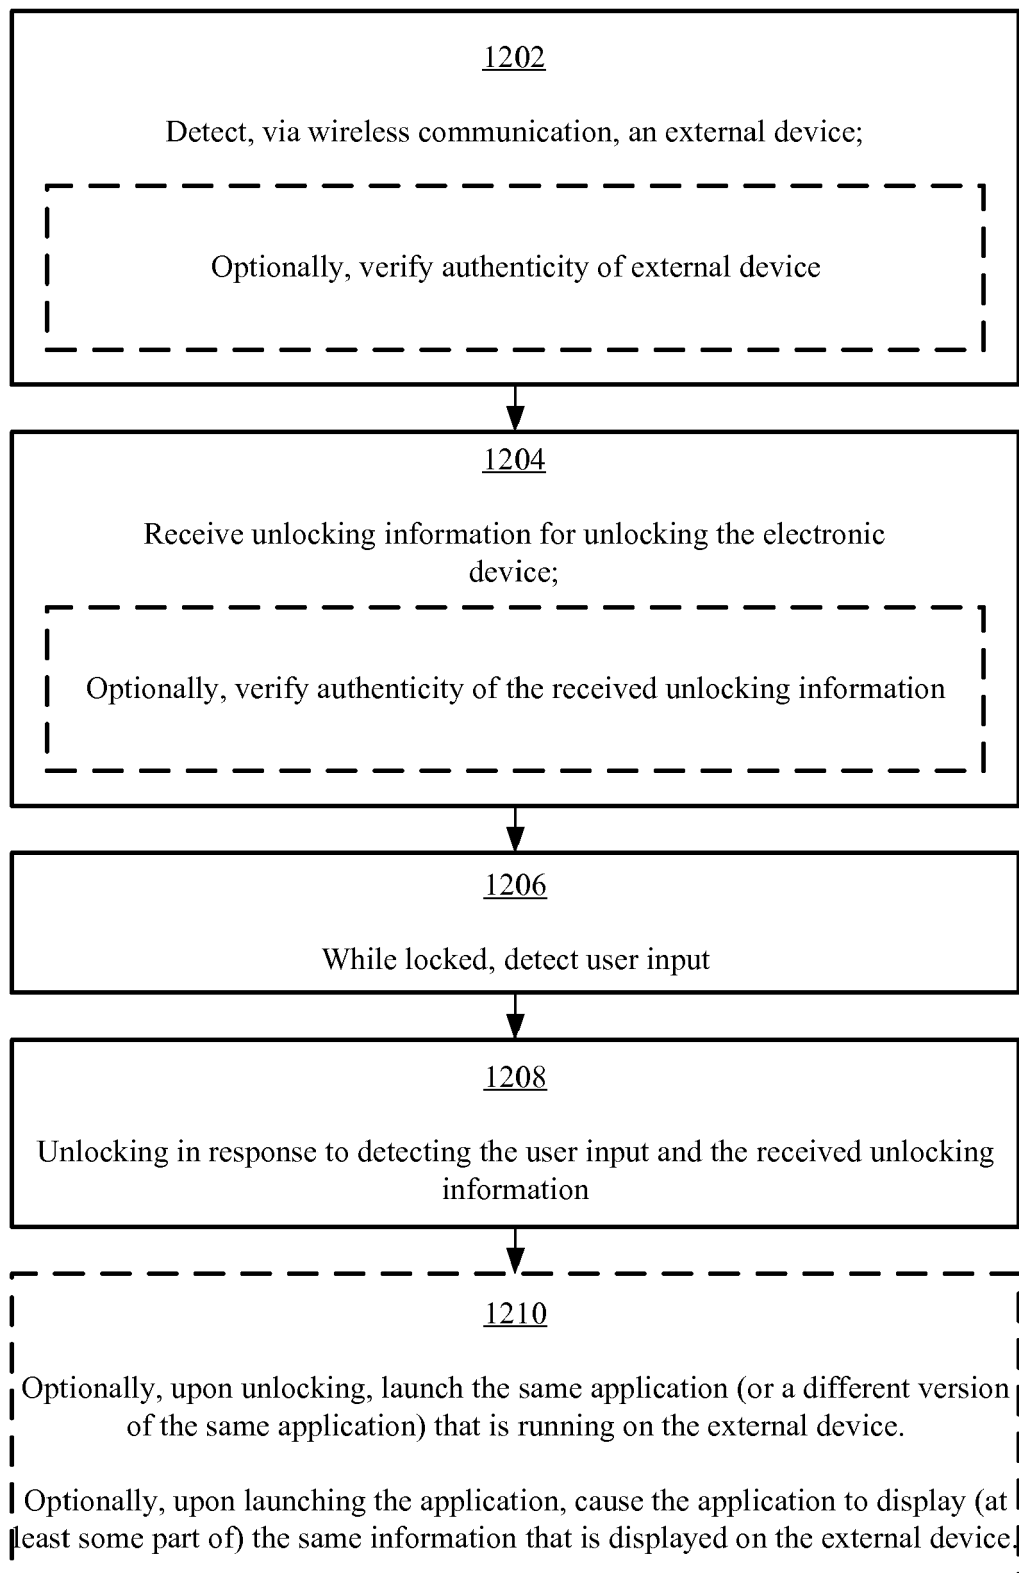 1202
Detect, via wireless communication, an external device;
Optionally, verify authenticity of external device
1204
Receive unlocking information for unlocking the electronic
device;
Optionally, verify authenticity of the received unlocking information
1206
While locked, detect user input
1208
Unlocking in response to detecting the user input and the received unlocking
information
1210
Optionally, upon unlocking, launch the same application (or a different version
of the same application) that is running on the external device.
Optionally, upon launching the application, cause the application to display (at
least some part of) the same information that is displayed on the external device.